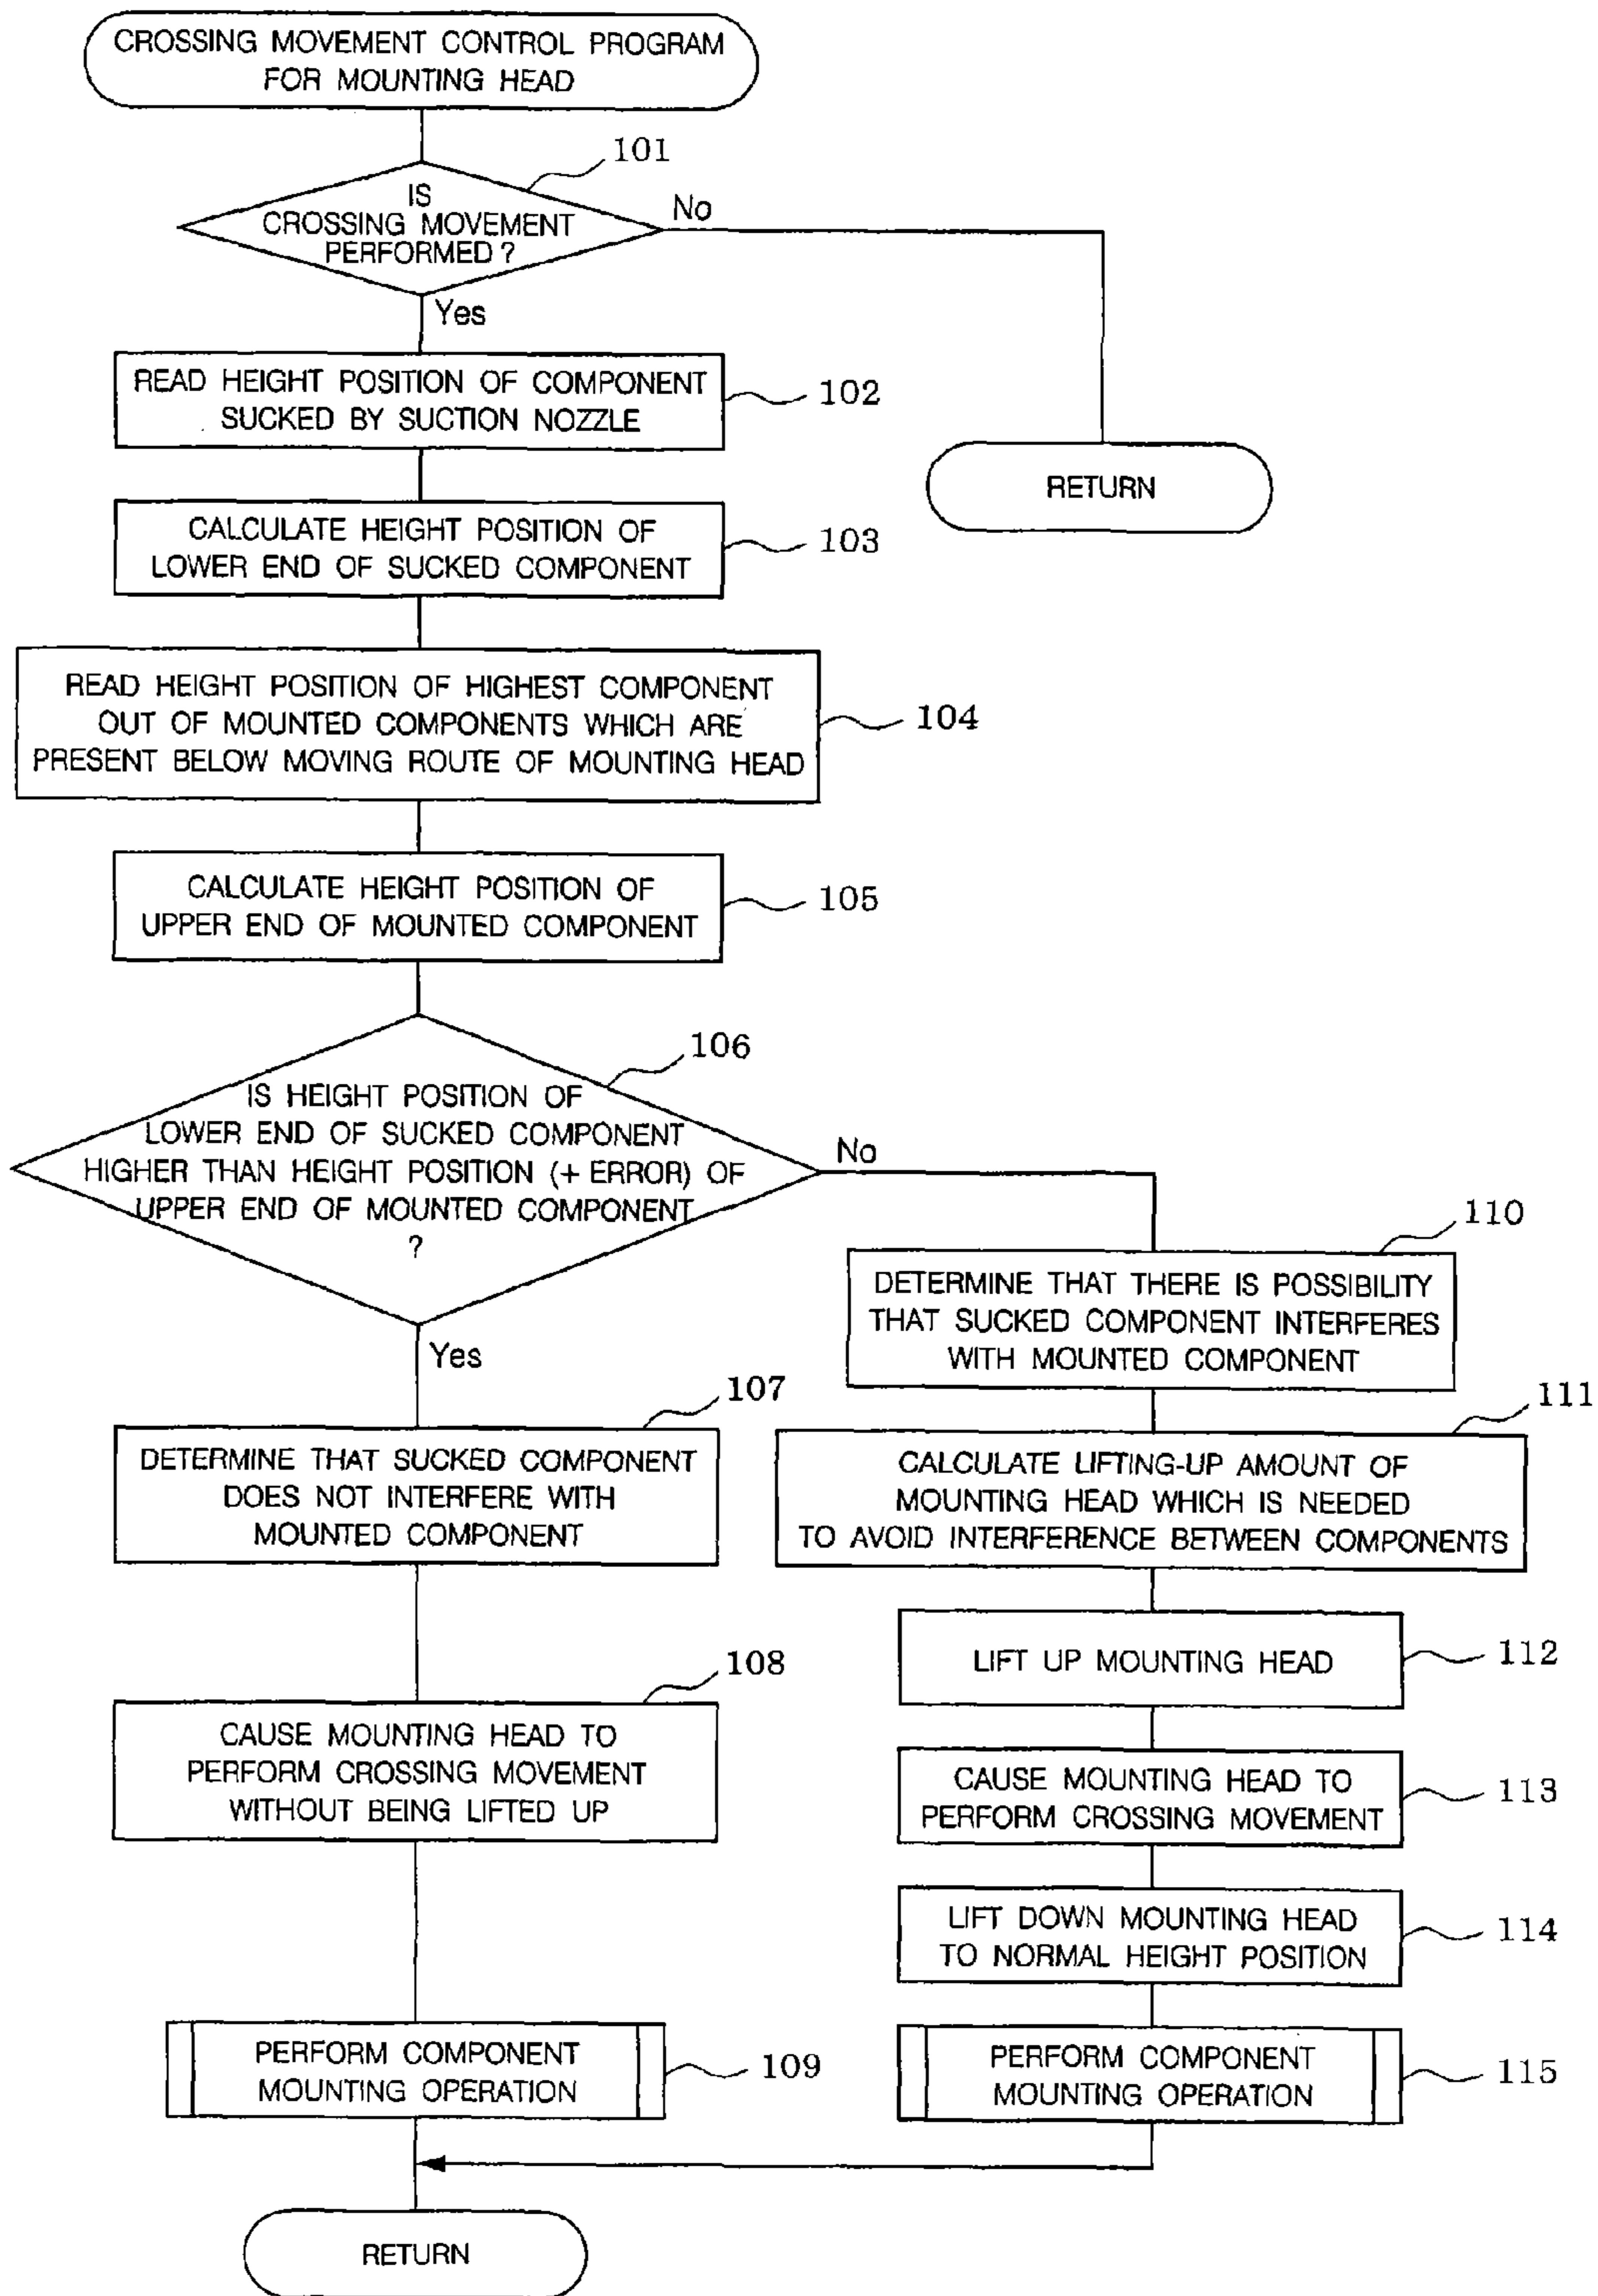 CROSSING MOVEMENT CONTROL PROGRAM
FOR MOUNTING HEAD
101
IS
CROSSING MOVEMENT
PERFORMED?
No
Yes
READ HEIGHT POSITION OF COMPONENT
SUCKED BY SUCTION NOZZLE
102
RETURN
CALCULATE HEIGHT POSITION OF
LOWER END OF SUCKED COMPONENT
103
READ HEIGHT POSITION OF HIGHEST COMPONENT
OUT OF MOUNTED COMPONENTS WHICH ARE
PRESENT BELOW MOVING ROUTE OF MOUNTING HEAD
104
CALCULATE HEIGHT POSITION OF
UPPER END OF MOUNTED COMPONENT
105
106
IS HEIGHT POSITION OF
LOWER END OF SUCKED COMPONENT
HIGHER THAN HEIGHT POSITION (+ ERROR) OF
UPPER END OF MOUNTED COMPONENT
?
No
Yes
107
DETERMINE THAT SUCKED COMPONENT
DOES NOT INTERFERE WITH
MOUNTED COMPONENT
108
CAUSE MOUNTING HEAD TO
PERFORM CROSSING MOVEMENT
WITHOUT BEING LIFTED UP
PERFORM COMPONENT
MOUNTING OPERATION
109
110
DETERMINE THAT THERE IS POSSIBILITY
THAT SUCKED COMPONENT INTERFERES
WITH MOUNTED COMPONENT
111
CALCULATE LIFTING-UP AMOUNT OF
MOUNTING HEAD WHICH IS NEEDED
TO AVOID INTERFERENCE BETWEEN COMPONENTS
LIFT UP MOUNTING HEAD
112
CAUSE MOUNTING HEAD TO
PERFORM CROSSING MOVEMENT
113
LIFT DOWN MOUNTING HEAD
TO NORMAL HEIGHT POSITION
114
PERFORM COMPONENT
MOUNTING OPERATION
115
RETURN